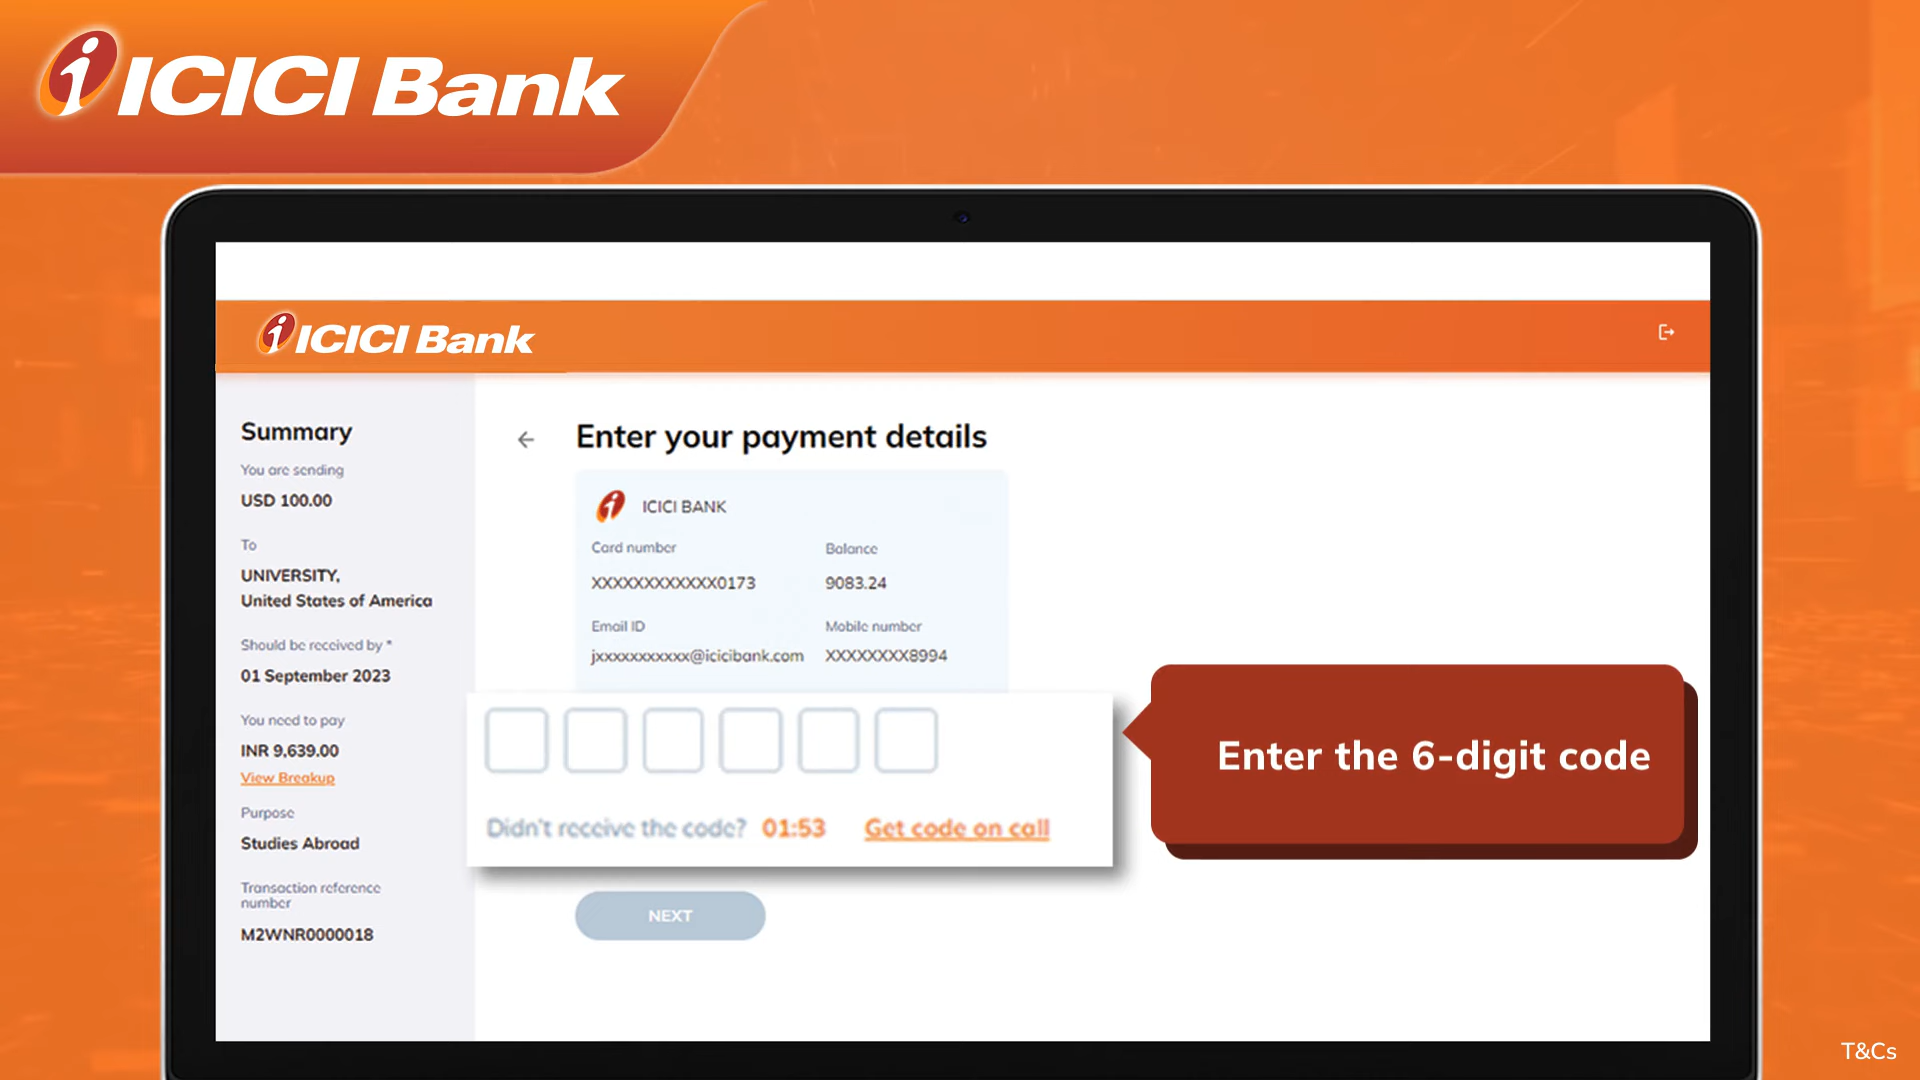 ICICI Bank
ICICI Bank
Summary
You are sending
USD 100.00
To
UNIVERSITY,
United States of America
Should be received by *
01 September 2023
You need to pay
INR 9,639.00
View Breakup
Purpose
Studies Abroad
Transaction reference
number
M2WNR0000018
Enter your payment details
ICICI BANK
Card number
XXXXXXXXXXXX0173
Balance
9083.24
Email ID
jxxxxxxxxxxx@icicibank.com
Mobile number
XXXXXXXX8994
Didn't receive the code? 01:53 Get code on call
NEXT
Enter the 6-digit code
T&Cs